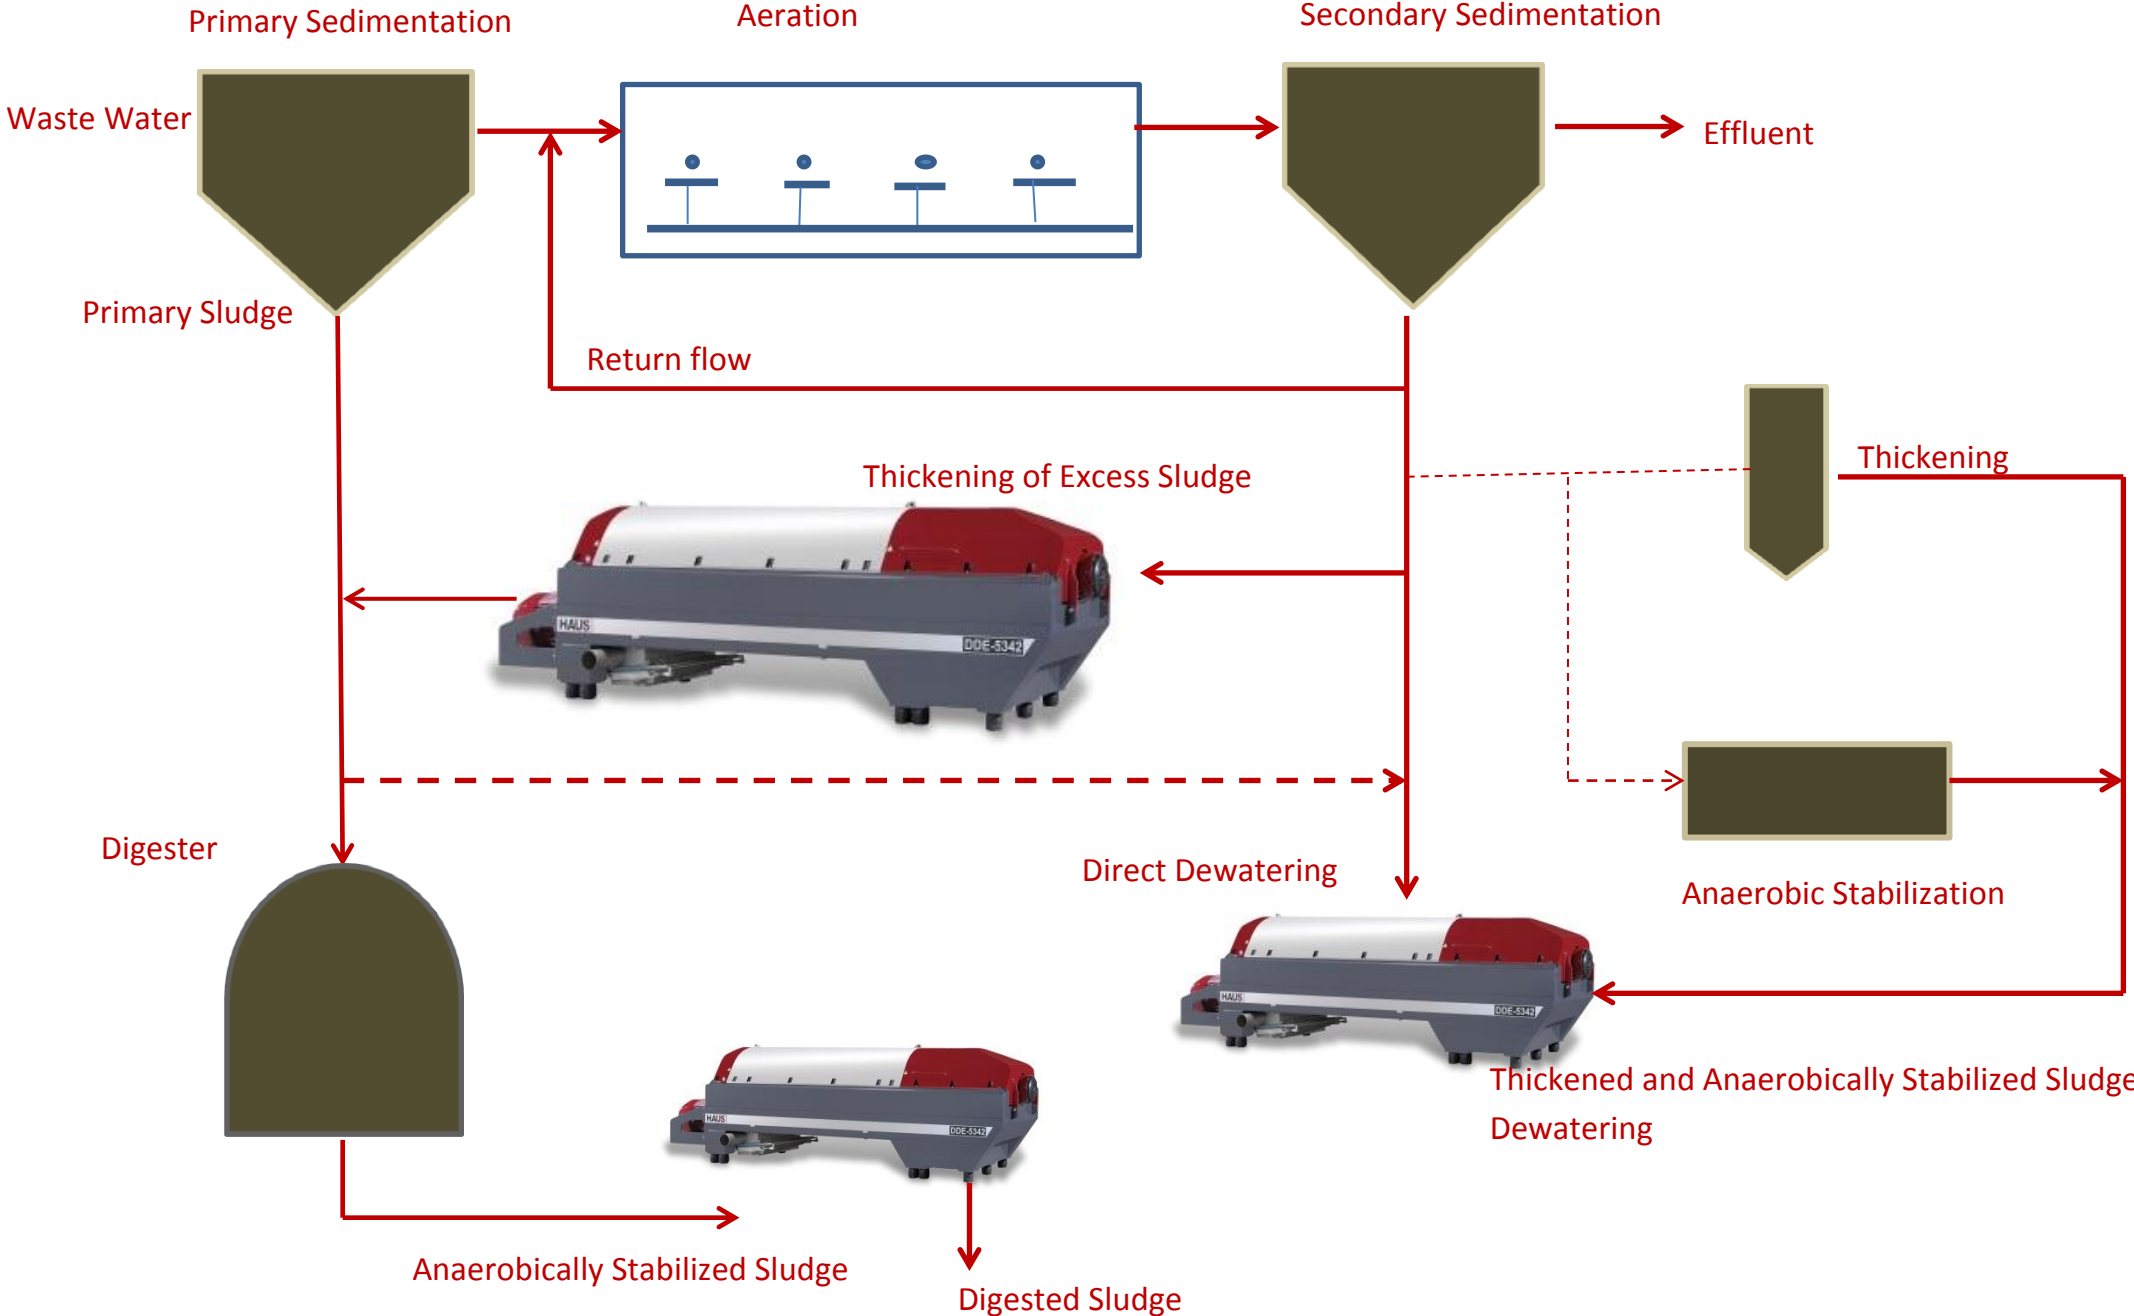 Primary Sedimentation
Aeration
Secondary Sedimentation
Waste Water
Effluent
Primary Sludge
Return flow
Thickening of Excess Sludge
Thickening
HAUS
DDE-5342
Digester
Direct Dewatering
Anaerobic Stabilization
HAUS
DDE-5342
Thickened and Anaerobically Stabilized Sludge
Dewatering
HAUS
DDE-5342
Anaerobically Stabilized Sludge
Digested Sludge